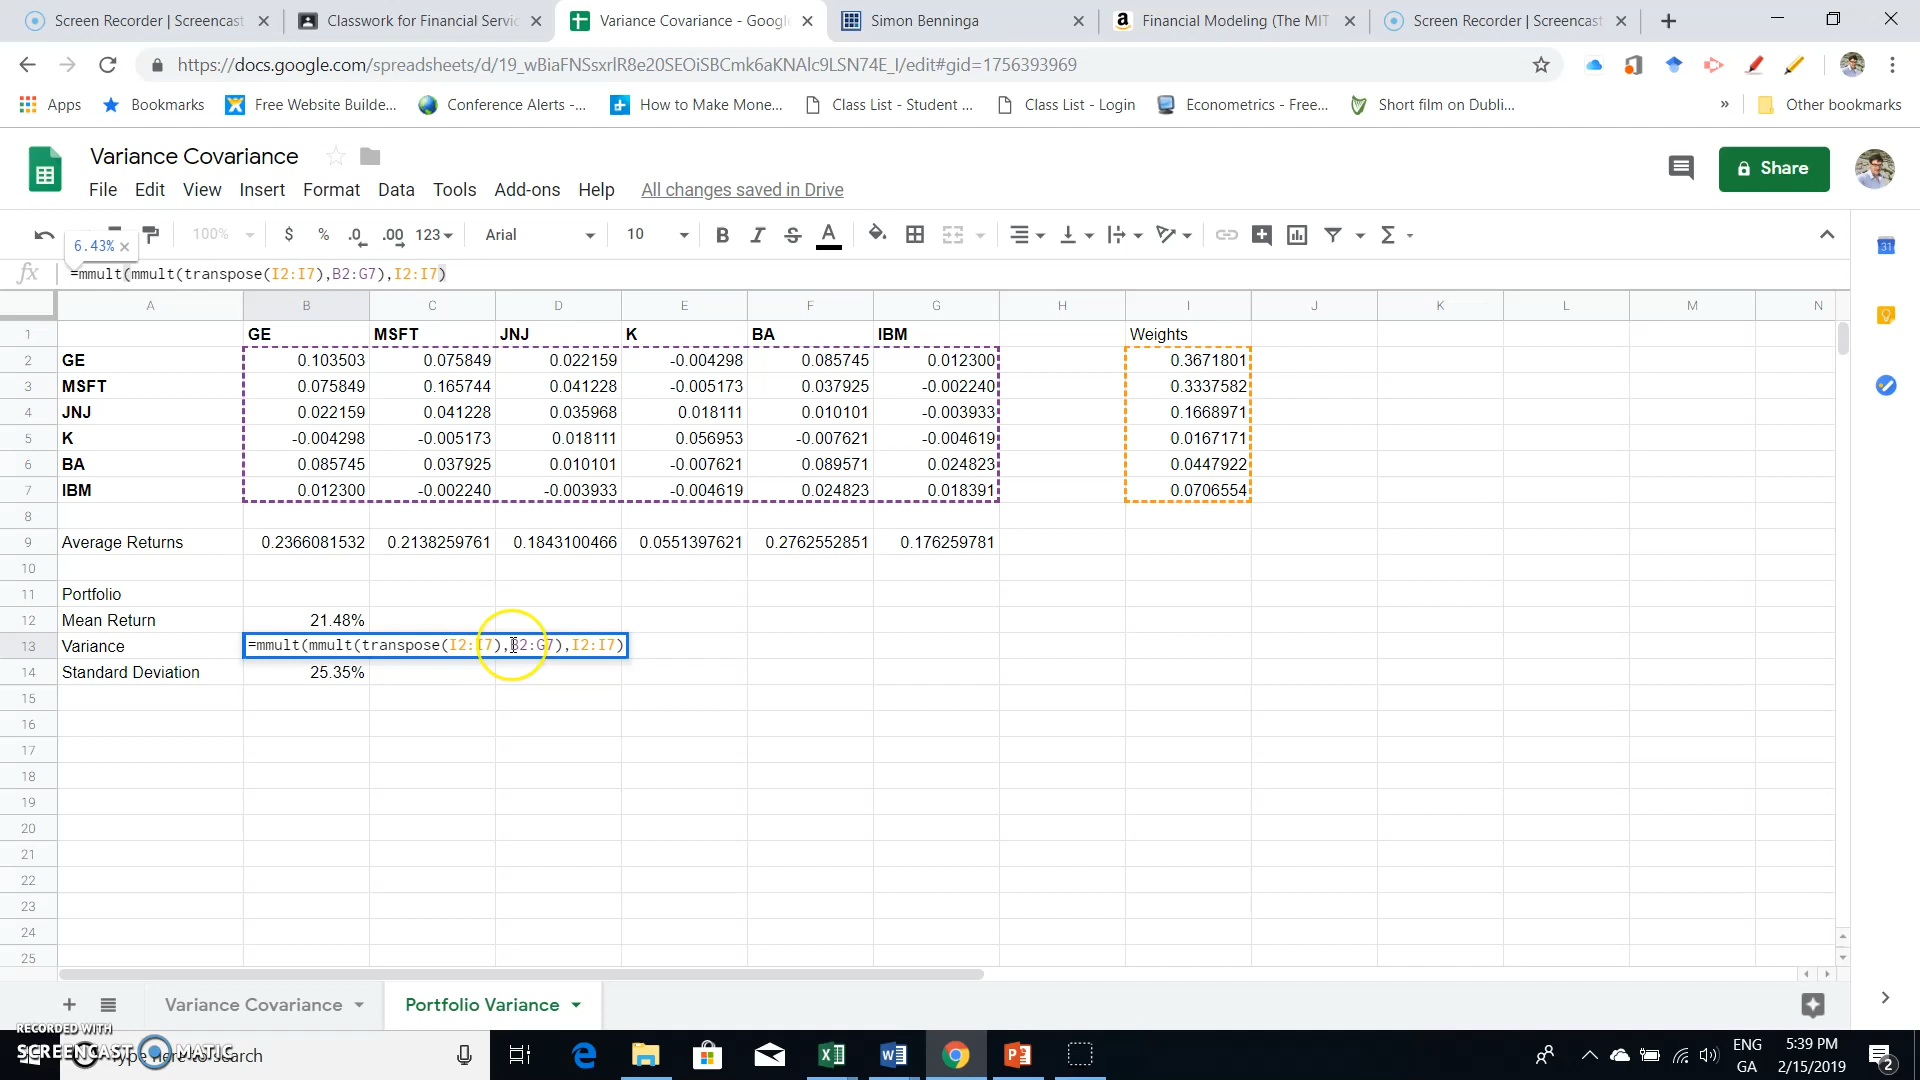 Screen Recorder | Screencast
Classwork for Financial Servic
Variance Covariance - Google
Simon Benninga
Financial Modeling (The MIT
Screen Recorder | Screencast
https://docs.google.com/spreadsheets/d/19_wBiaFNSsxrlR8e20SEOiSBCmk6aKNAlc9LSN74E_I/edit#gid=1756393969
Apps Bookmarks Free Website Builde... Conference Alerts -... How to Make Mone... Class List - Student ... Class List - Login Econometrics - Free... Short film on Dubli... » Other bookmarks
Variance Covariance
Share
File Edit View Insert Format Data Tools Add-ons Help All changes saved in Drive
100% $ % .0 .00 123 Arial 10 B I S A Σ
6.43% ×
fx =mmult(mmult(transpose(I2:I7),B2:G7),I2:I7)
A B C D E F G H I J K L M N
1 GE MSFT JNJ K BA IBM Weights
2 GE 0.103503 0.075849 0.022159 -0.004298 0.085745 0.012300 0.3671801
3 MSFT 0.075849 0.165744 0.041228 -0.005173 0.037925 -0.002240 0.3337582
4 JNJ 0.022159 0.041228 0.035968 0.018111 0.010101 -0.003933 0.1668971
5 K -0.004298 -0.005173 0.018111 0.056953 -0.007621 -0.004619 0.0167171
6 BA 0.085745 0.037925 0.010101 -0.007621 0.089571 0.024823 0.0447922
7 IBM 0.012300 -0.002240 -0.003933 -0.004619 0.024823 0.018391 0.0706554
8
9 Average Returns 0.2366081532 0.2138259761 0.1843100466 0.0551397621 0.2762552851 0.176259781
10
11 Portfolio
12 Mean Return 21.48%
13 Variance =mmult(mmult(transpose(I2:I7),B2:G7),I2:I7)
14 Standard Deviation 25.35%
15
16
17
18
19
20
21
22
23
24
25
Variance Covariance Portfolio Variance
RECORDED WITH
SCREENCAST MATIC
Type here to search
ENG
GA
5:39 PM
2/15/2019
2
31